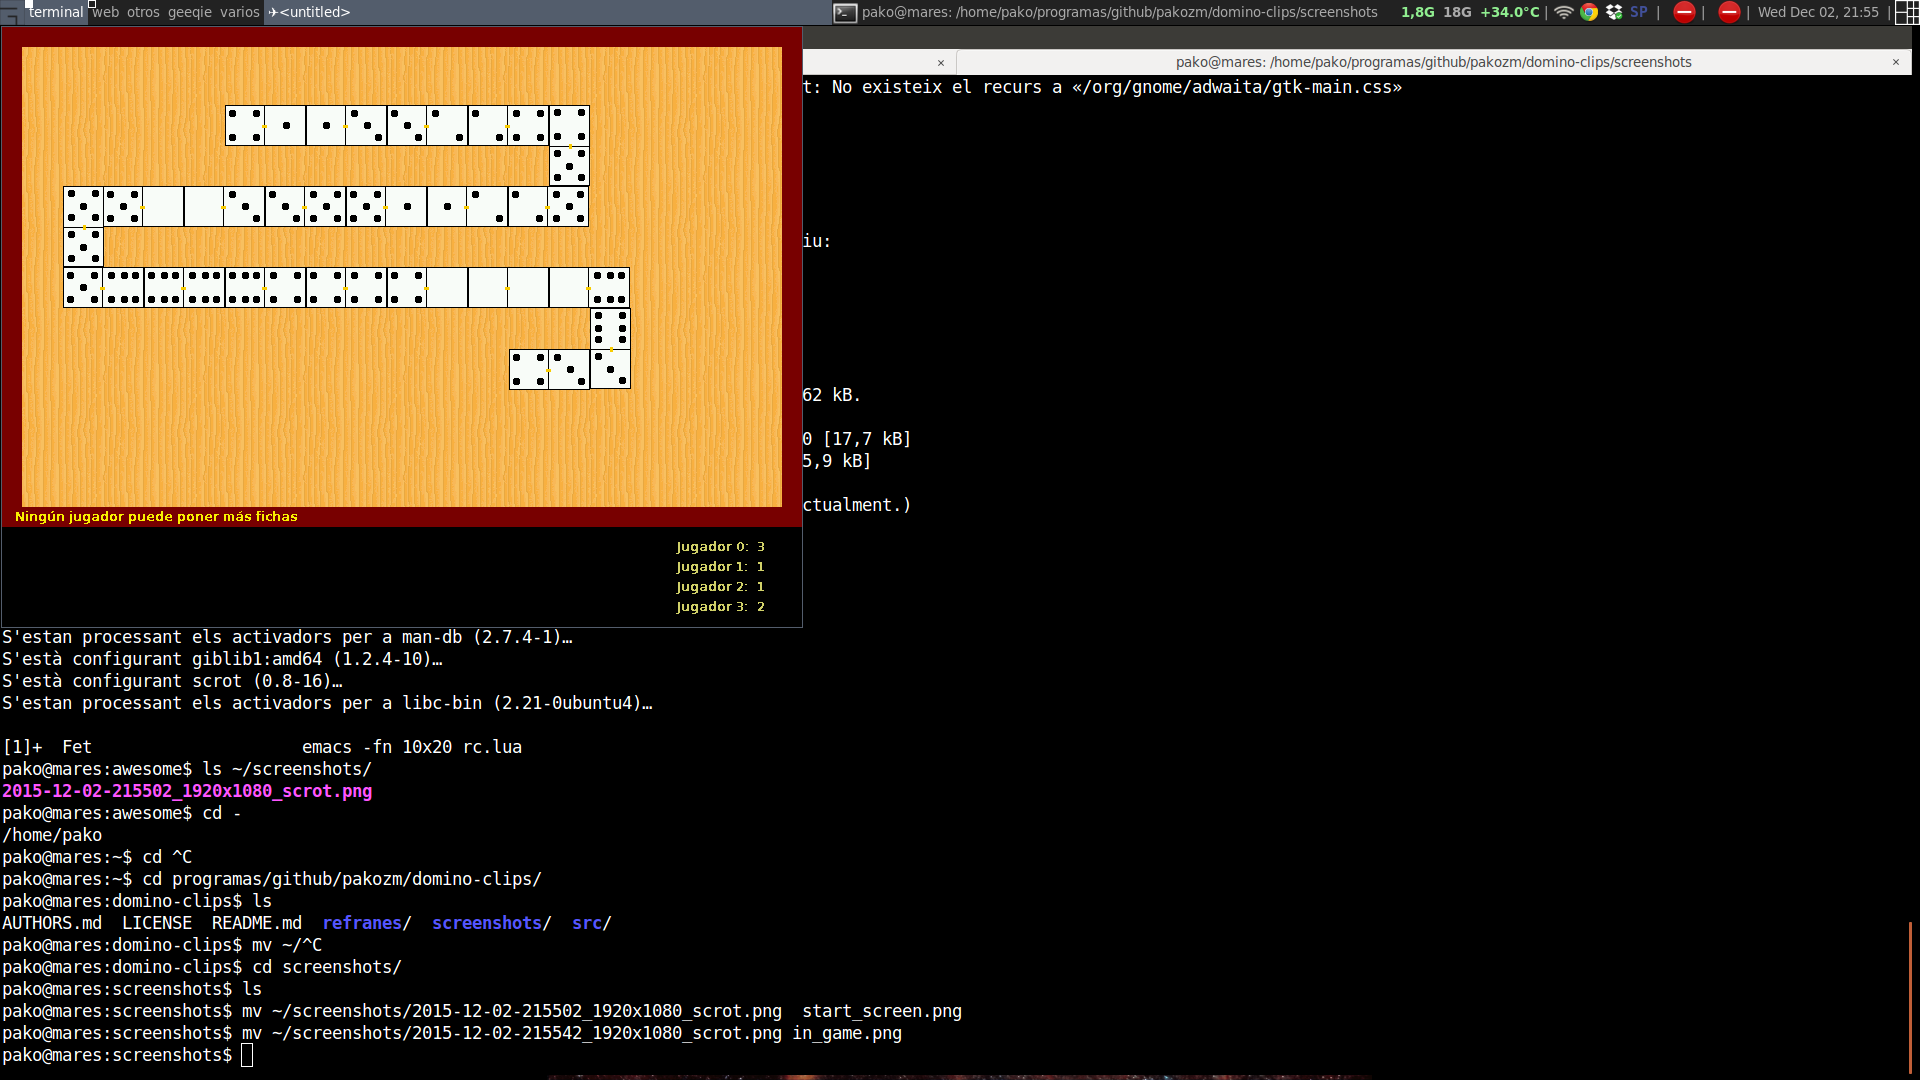 terminal web otros geeqie varios ✈<untitled> pako@mares: /home/pako/programas/github/pakozm/domino-clips/screenshots 1,8G 18G +34.0°C | SP | | | Wed Dec 02, 21:55 |
× pako@mares: /home/pako/programas/github/pakozm/domino-clips/screenshots ×
t: No existeix el recurs a «/org/gnome/adwaita/gtk-main.css»
iu:
62 kB.
0 [17,7 kB]
5,9 kB]
ctualment.)
Ningún jugador puede poner más fichas
Jugador 0: 3
Jugador 1: 1
Jugador 2: 1
Jugador 3: 2
S'estan processant els activadors per a man-db (2.7.4-1)…
S'està configurant giblib1:amd64 (1.2.4-10)…
S'està configurant scrot (0.8-16)…
S'estan processant els activadors per a libc-bin (2.21-0ubuntu4)…
[1]+  Fet                     emacs -fn 10x20 rc.lua
pako@mares:awesome$ ls ~/screenshots/
2015-12-02-215502_1920x1080_scrot.png
pako@mares:awesome$ cd -
/home/pako
pako@mares:~$ cd ^C
pako@mares:~$ cd programas/github/pakozm/domino-clips/
pako@mares:domino-clips$ ls
AUTHORS.md  LICENSE  README.md  refranes/  screenshots/  src/
pako@mares:domino-clips$ mv ~/^C
pako@mares:domino-clips$ cd screenshots/
pako@mares:screenshots$ ls
pako@mares:screenshots$ mv ~/screenshots/2015-12-02-215502_1920x1080_scrot.png  start_screen.png
pako@mares:screenshots$ mv ~/screenshots/2015-12-02-215542_1920x1080_scrot.png in_game.png
pako@mares:screenshots$